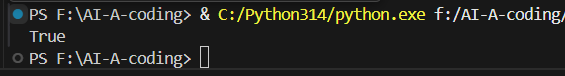 PS F:\AI-A-coding> & C:/Python314/python.exe f:/AI-A-coding/
True
PS F:\AI-A-coding>